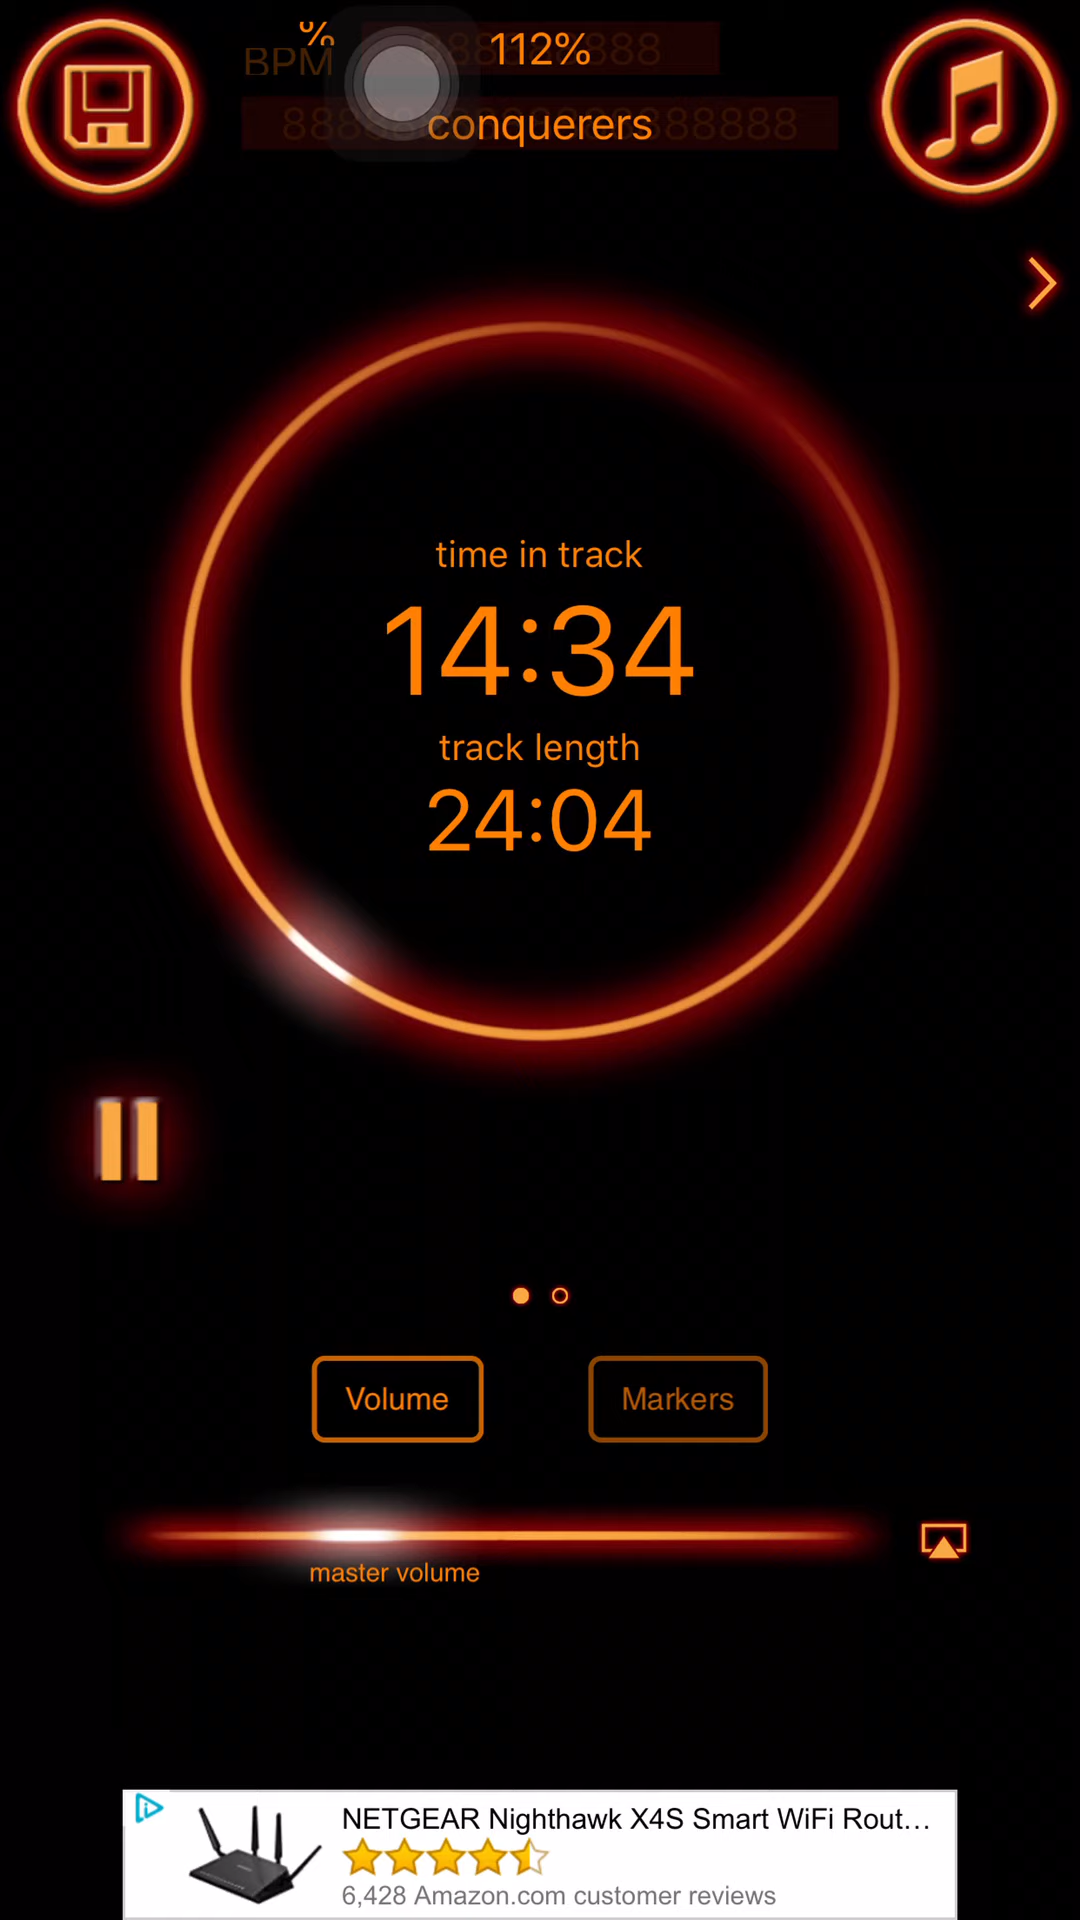 %
BPM
112%
conquerers
time in track
14:34
track length
24:04
Volume
Markers
master volume
NETGEAR Nighthawk X4S Smart WiFi Rout...
6,428 Amazon.com customer reviews